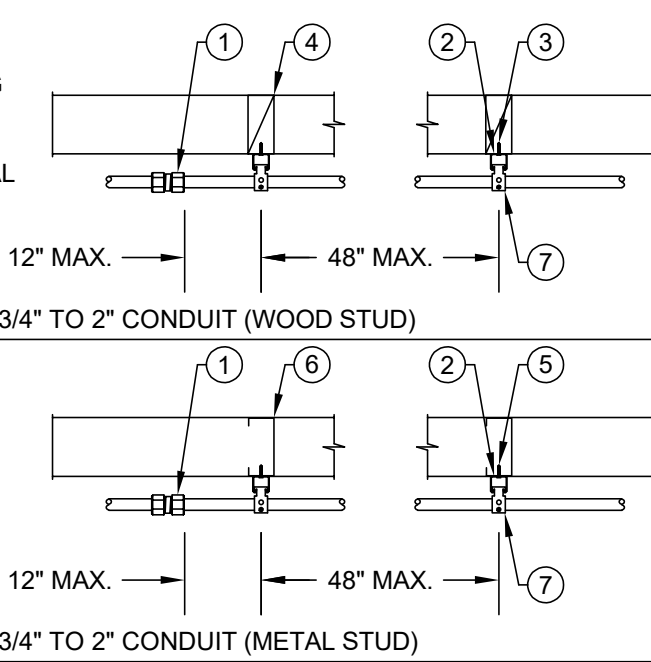 1 4 2 3
12" MAX. 48" MAX. 7
3/4" TO 2" CONDUIT (WOOD STUD)
1 6 2 5
12" MAX. 48" MAX. 7
3/4" TO 2" CONDUIT (METAL STUD)